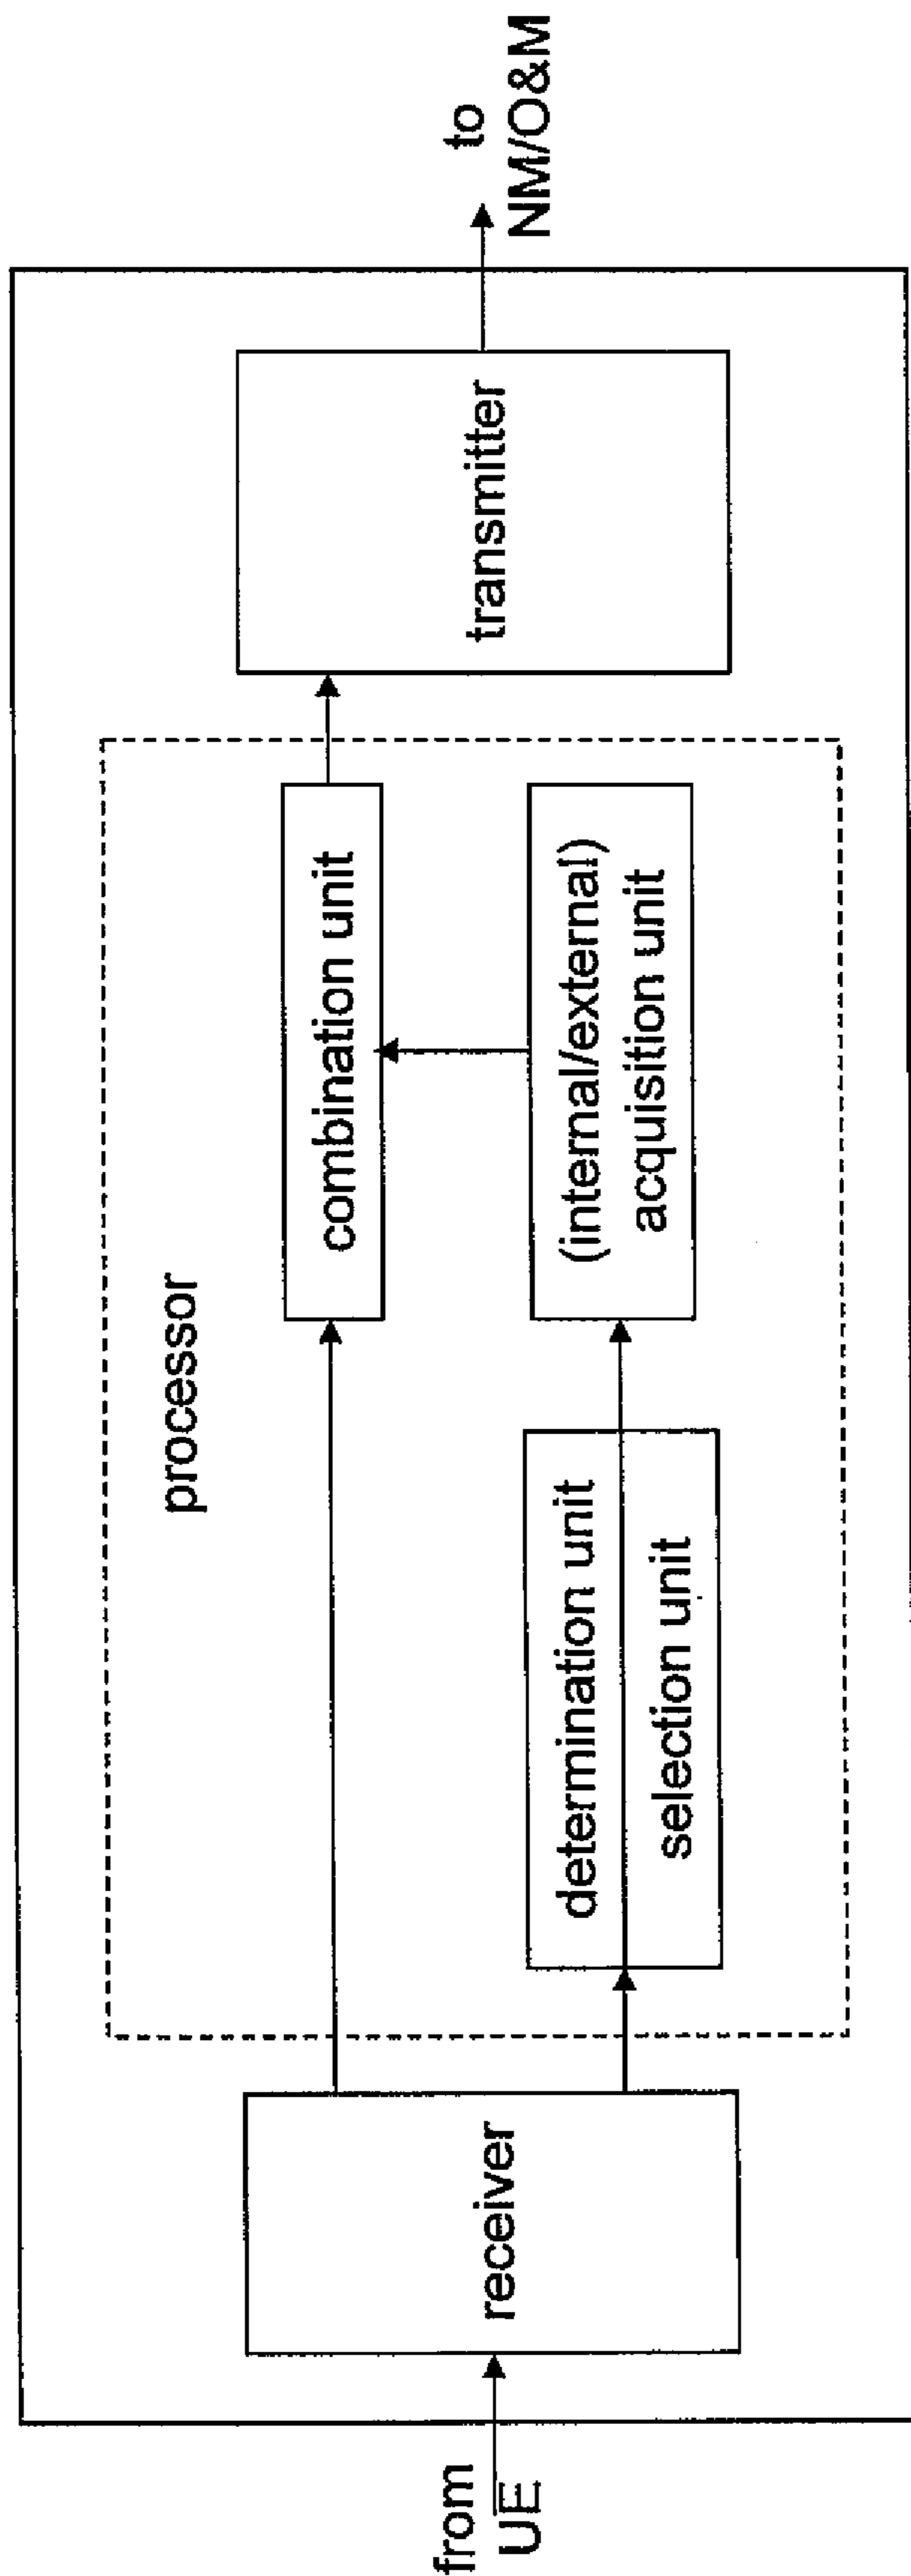 from
UE
receiver
processor
determination unit
selection unit
combination unit
(internal/external)
acquisition unit
transmitter
to
NM/O&M